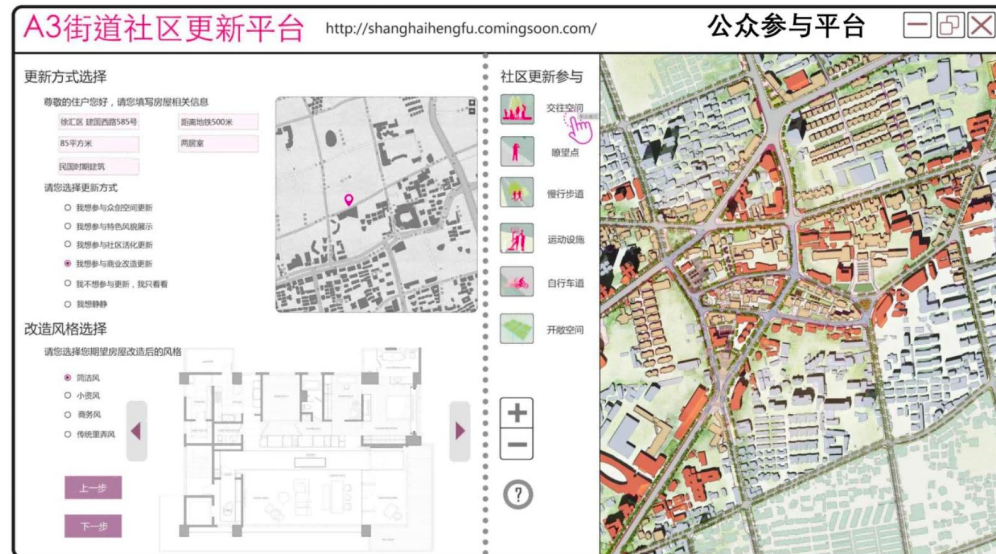 A3街道社区更新平台
http://shanghaihengfu.comingsoon.com/
公众参与平台
更新方式选择
尊敬的住户您好，请您填写房屋相关信息
徐汇区 建国西路585号
距离地铁500米
85平方米
两居室
民国时期建筑
请您选择更新方式
我想参与众创空间更新
我想参与特色风貌展示
我想参与社区活化更新
我想参与商业改造更新
我不想参与更新，我只看看
我想静静
改造风格选择
请您选择您期望房屋改造后的风格
简洁风
小资风
商务风
传统里弄风
上一步
下一步
社区更新参与
交往空间
瞭望点
慢行步道
运动设施
自行车道
开敞空间
+
−
?